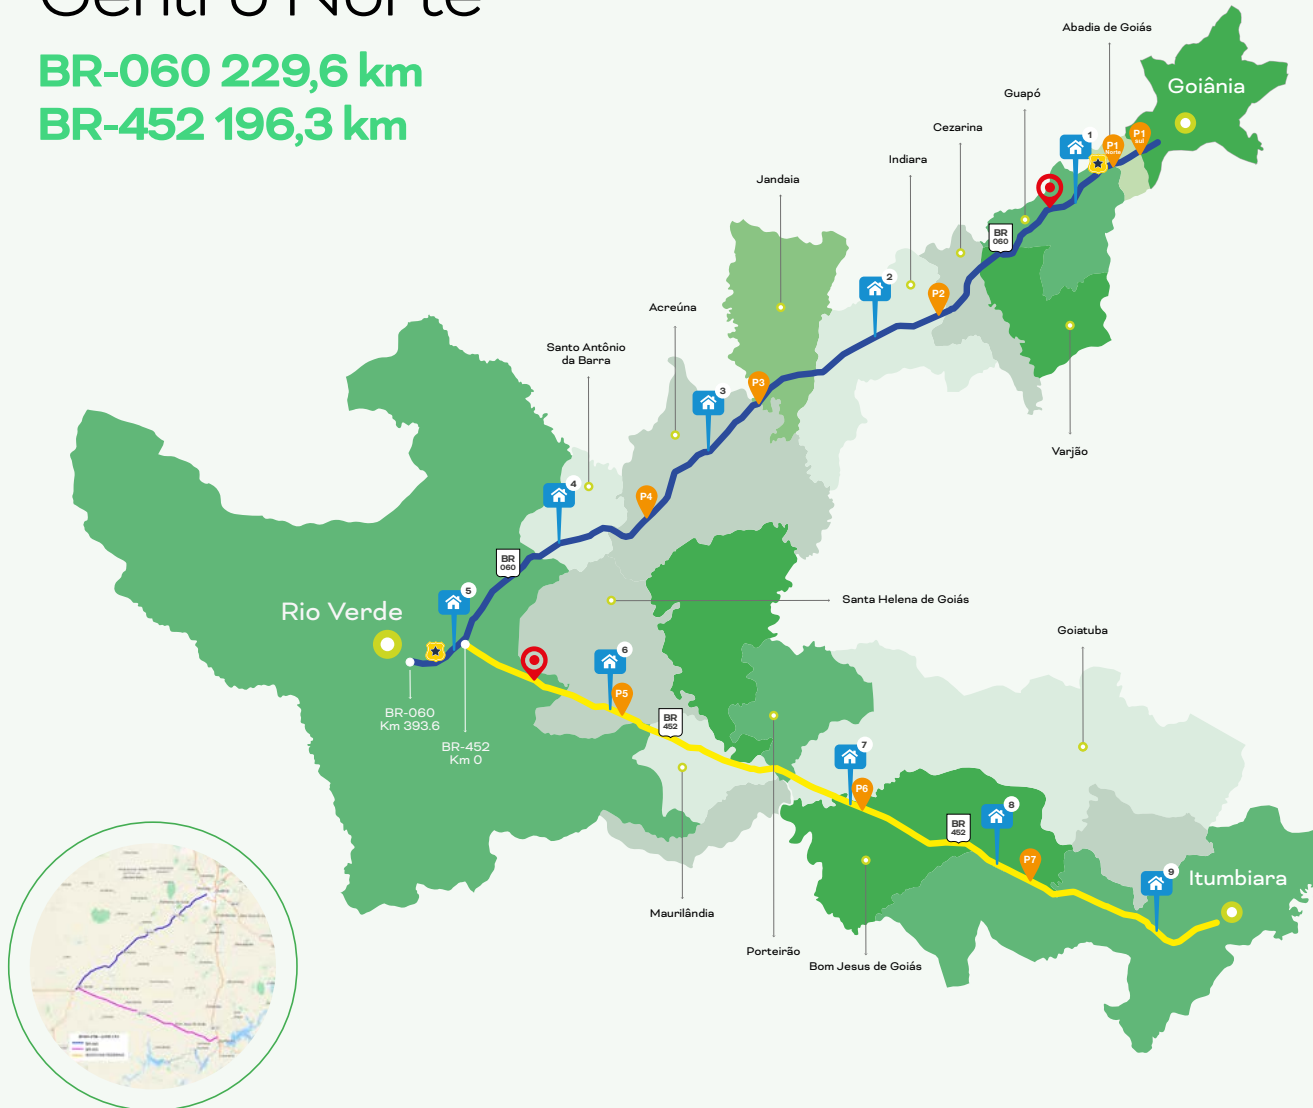 Centro Norte
BR-060 229,6 km
BR-452 196,3 km
Abadia de Goiás
Goiânia
Guapó
Cezarina
Indiara
Jandaia
1
P1
Norte
P1
sul
BR
060
2
P2
Acreúna
Santo Antônio
da Barra
3
P3
Varjão
4
P4
BR
060
5
Rio Verde
Santa Helena de Goiás
Goiatuba
6
P5
BR
452
BR-060
Km 393.6
BR-452
Km 0
7
P6
8
BR
452
P7
9
Itumbiara
Maurilândia
Porteirão
Bom Jesus de Goiás